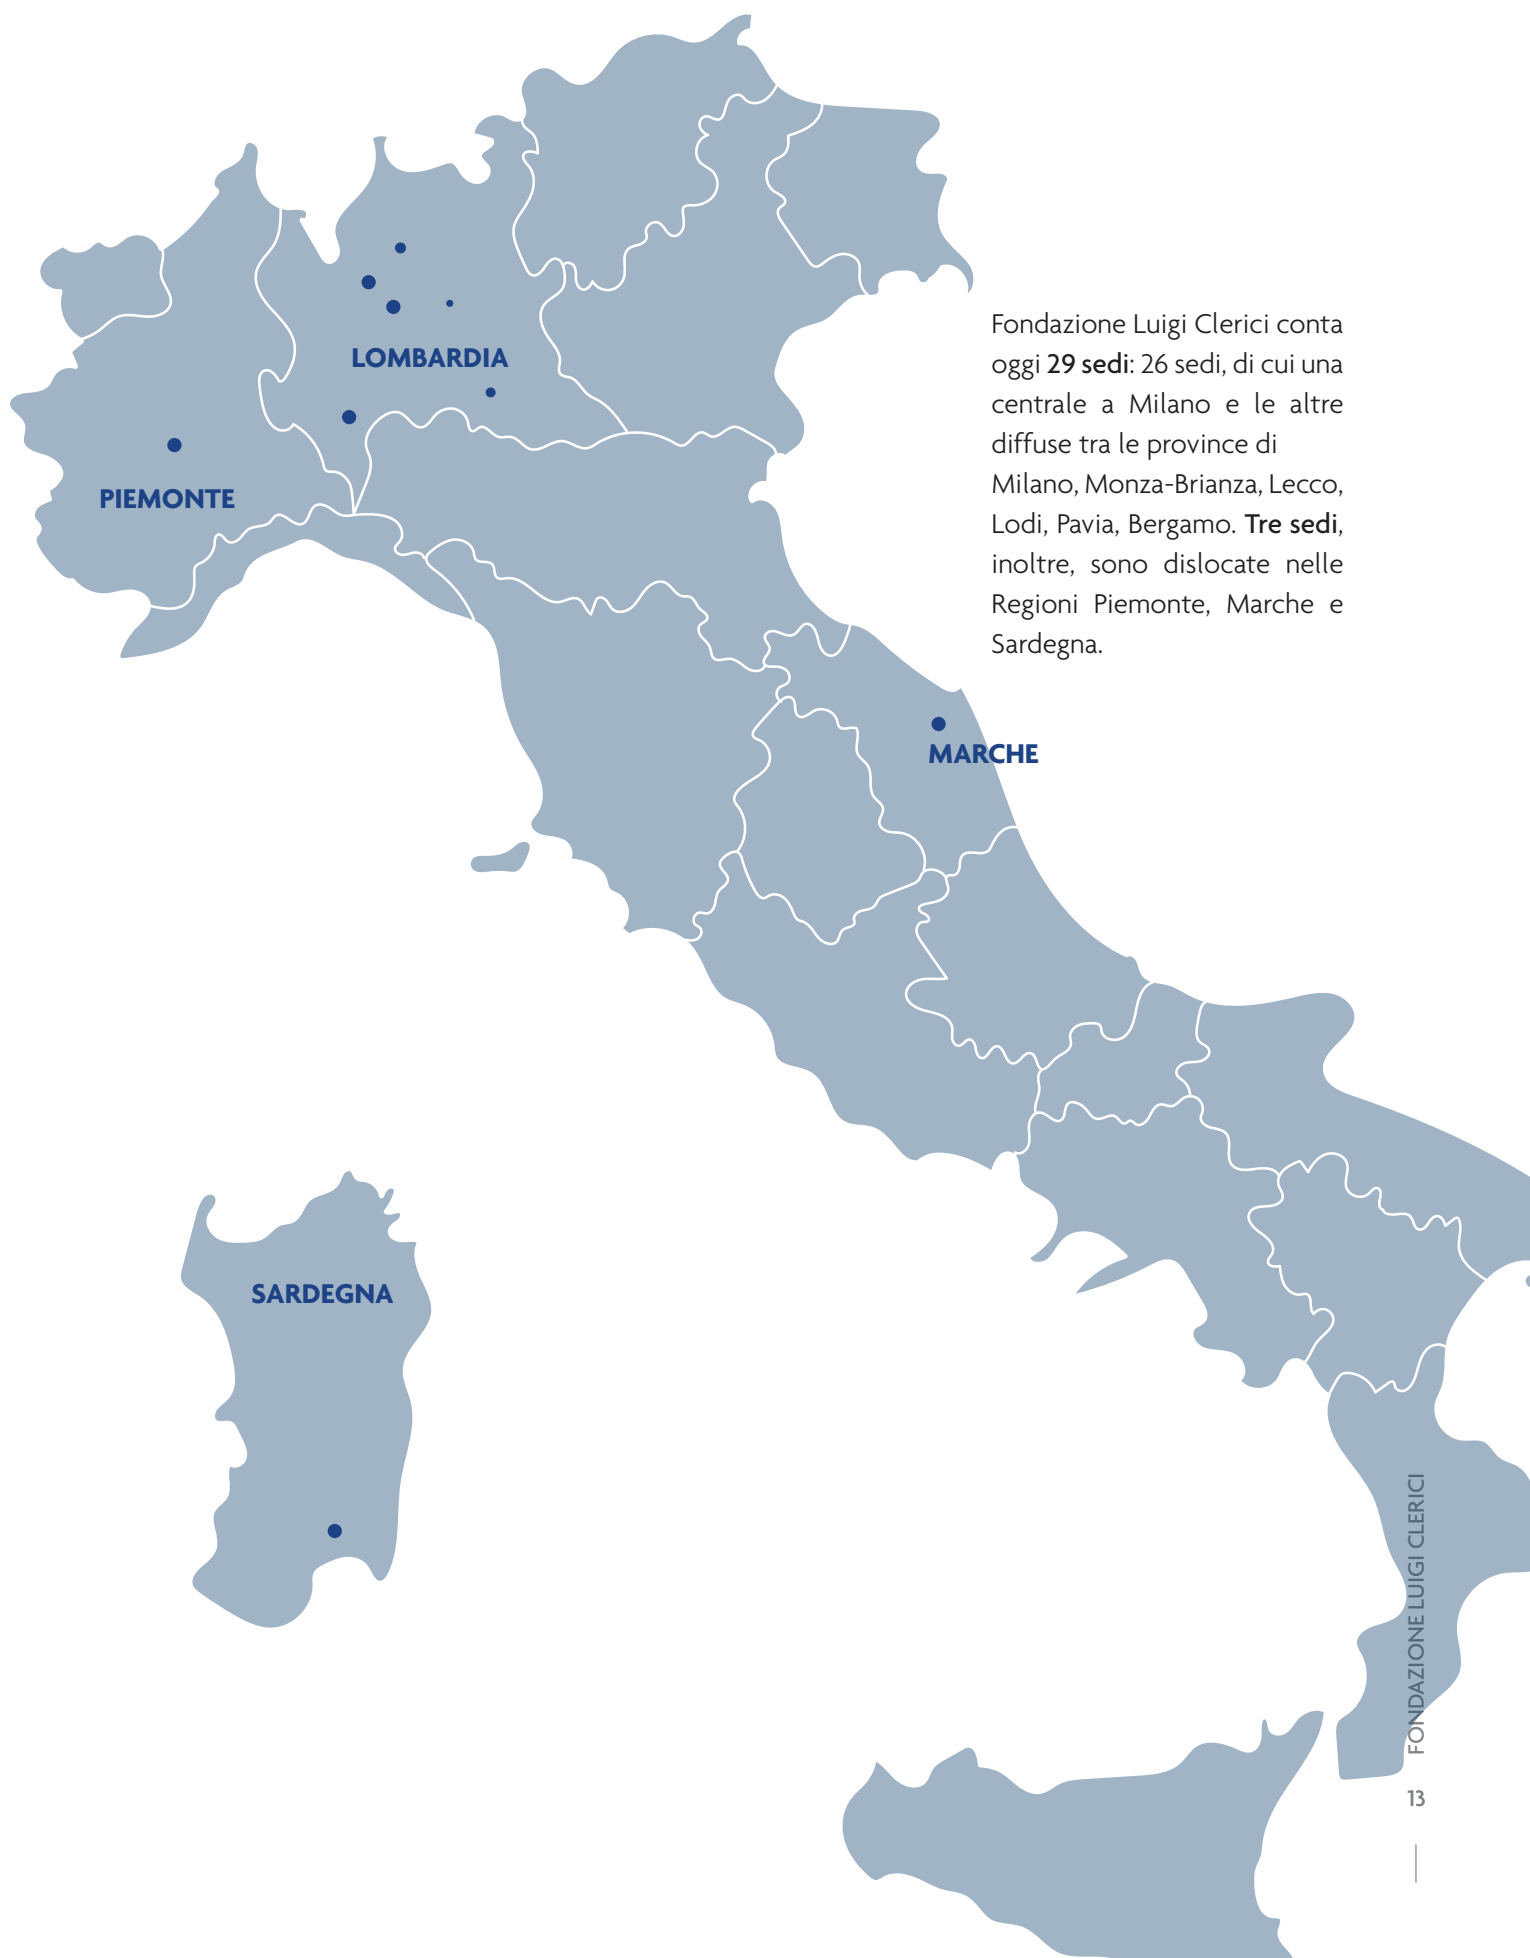 LOMBARDIA
PIEMONTE
Fondazione Luigi Clerici conta
oggi 29 sedi: 26 sedi, di cui una
centrale a Milano e le altre
diffuse tra le province di
Milano, Monza-Brianza, Lecco,
Lodi, Pavia, Bergamo. Tre sedi,
inoltre, sono dislocate nelle
Regioni Piemonte, Marche e
Sardegna.
MARCHE
SARDEGNA
FONDAZIONE LUIGI CLERICI
13